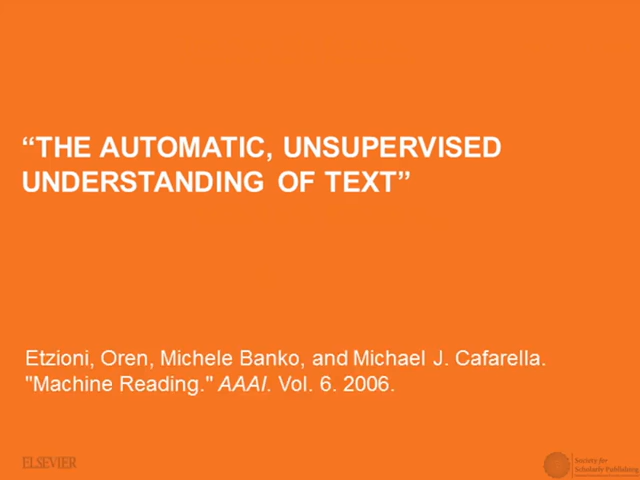 “THE AUTOMATIC, UNSUPERVISED
UNDERSTANDING OF TEXT”
Etzioni, Oren, Michele Banko, and Michael J. Cafarella.
"Machine Reading." AAAI. Vol. 6. 2006.
ELSEVIER
Society for
Scholarly Publishing